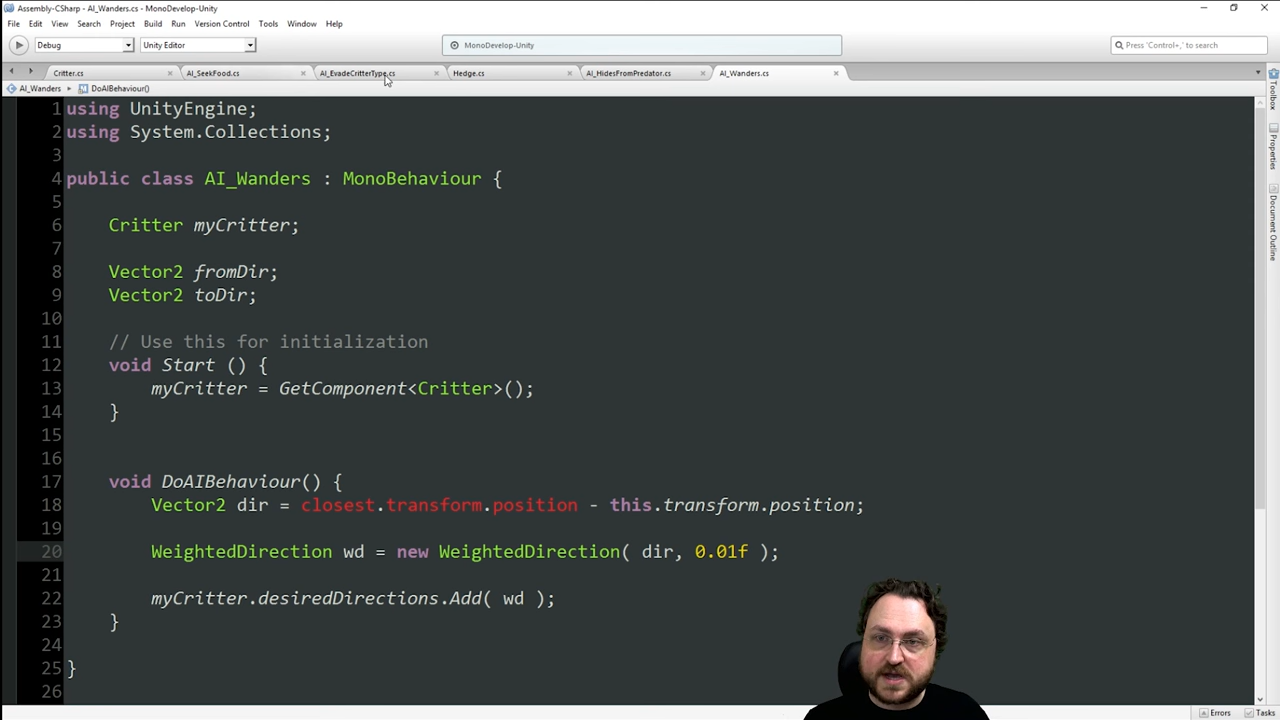 Assembly-CSharp - AI_Wanders.cs - MonoDevelop-Unity
File Edit View Search Project Build Run Version Control Tools Window Help
Debug Unity Editor MonoDevelop-Unity Press 'Control+,' to search
Critter.cs AI_SeekFood.cs AI_EvadeCritterType.cs Hedge.cs AI_HidesFromPredator.cs AI_Wanders.cs
AI_Wanders DoAIBehaviour()
1 using UnityEngine;
2 using System.Collections;
3
4 public class AI_Wanders : MonoBehaviour {
5
6 Critter myCritter;
7
8 Vector2 fromDir;
9 Vector2 toDir;
10
11 // Use this for initialization
12 void Start () {
13 myCritter = GetComponent<Critter>();
14 }
15
16
17 void DoAIBehaviour() {
18 Vector2 dir = closest.transform.position - this.transform.position;
19
20 WeightedDirection wd = new WeightedDirection( dir, 0.01f );
21
22 myCritter.desiredDirections.Add( wd );
23 }
24
25 }
26
Toolbox
Properties
Document Outline
Errors Tasks